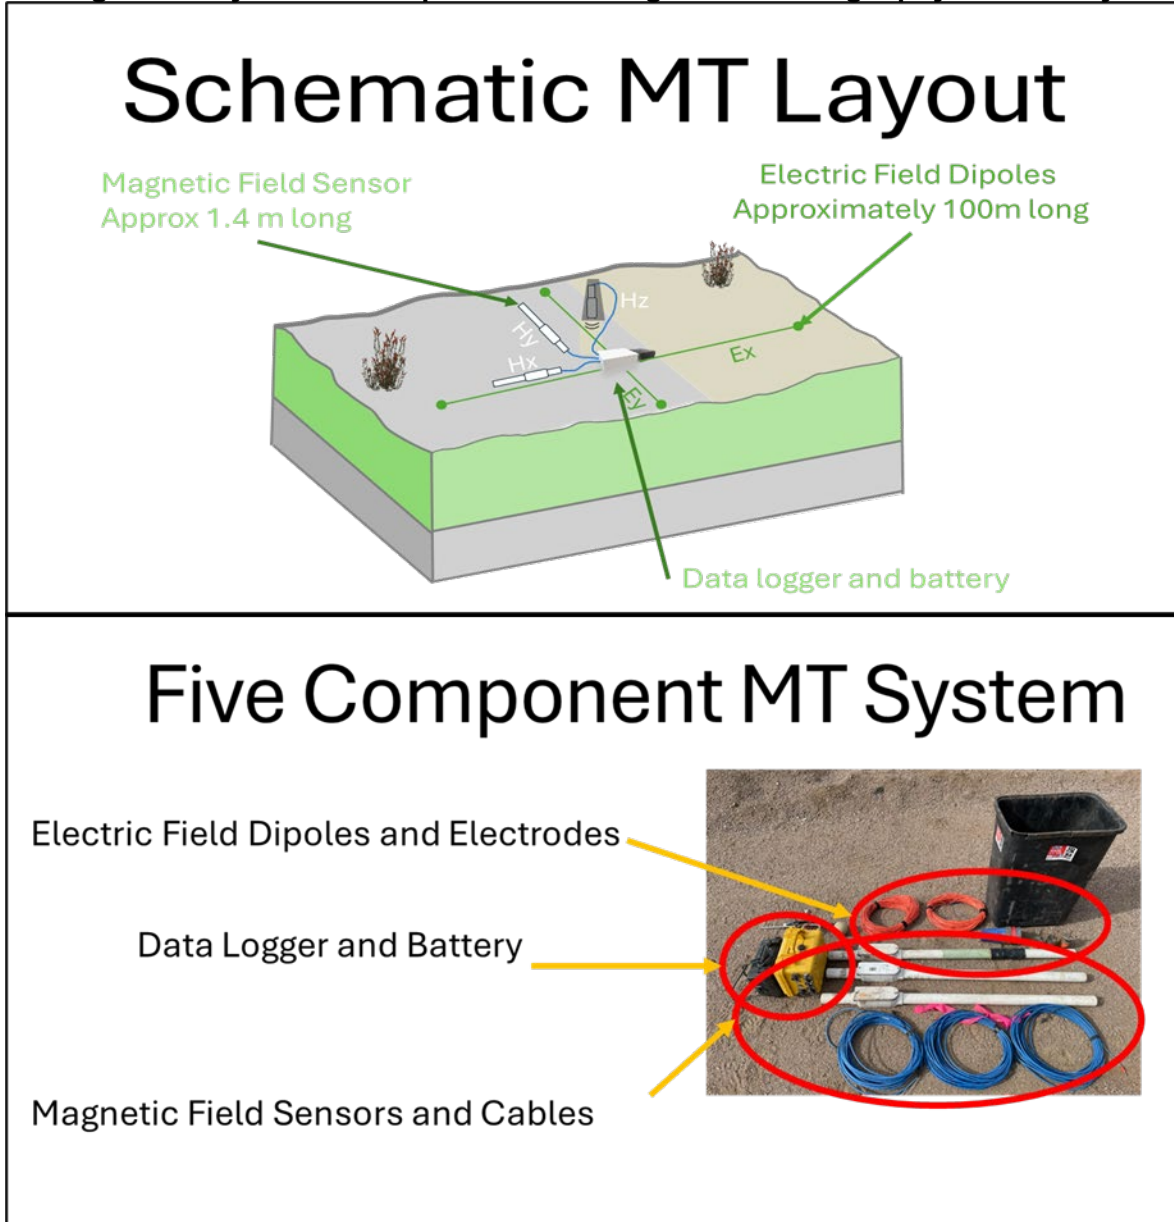 Schematic MT Layout
Magnetic Field Sensor
Approx 1.4 m long
Electric Field Dipoles
Approximately 100m long
Hz
Hy
Hx
Ex
Ey
Data logger and battery
Five Component MT System
Electric Field Dipoles and Electrodes
Data Logger and Battery
Magnetic Field Sensors and Cables